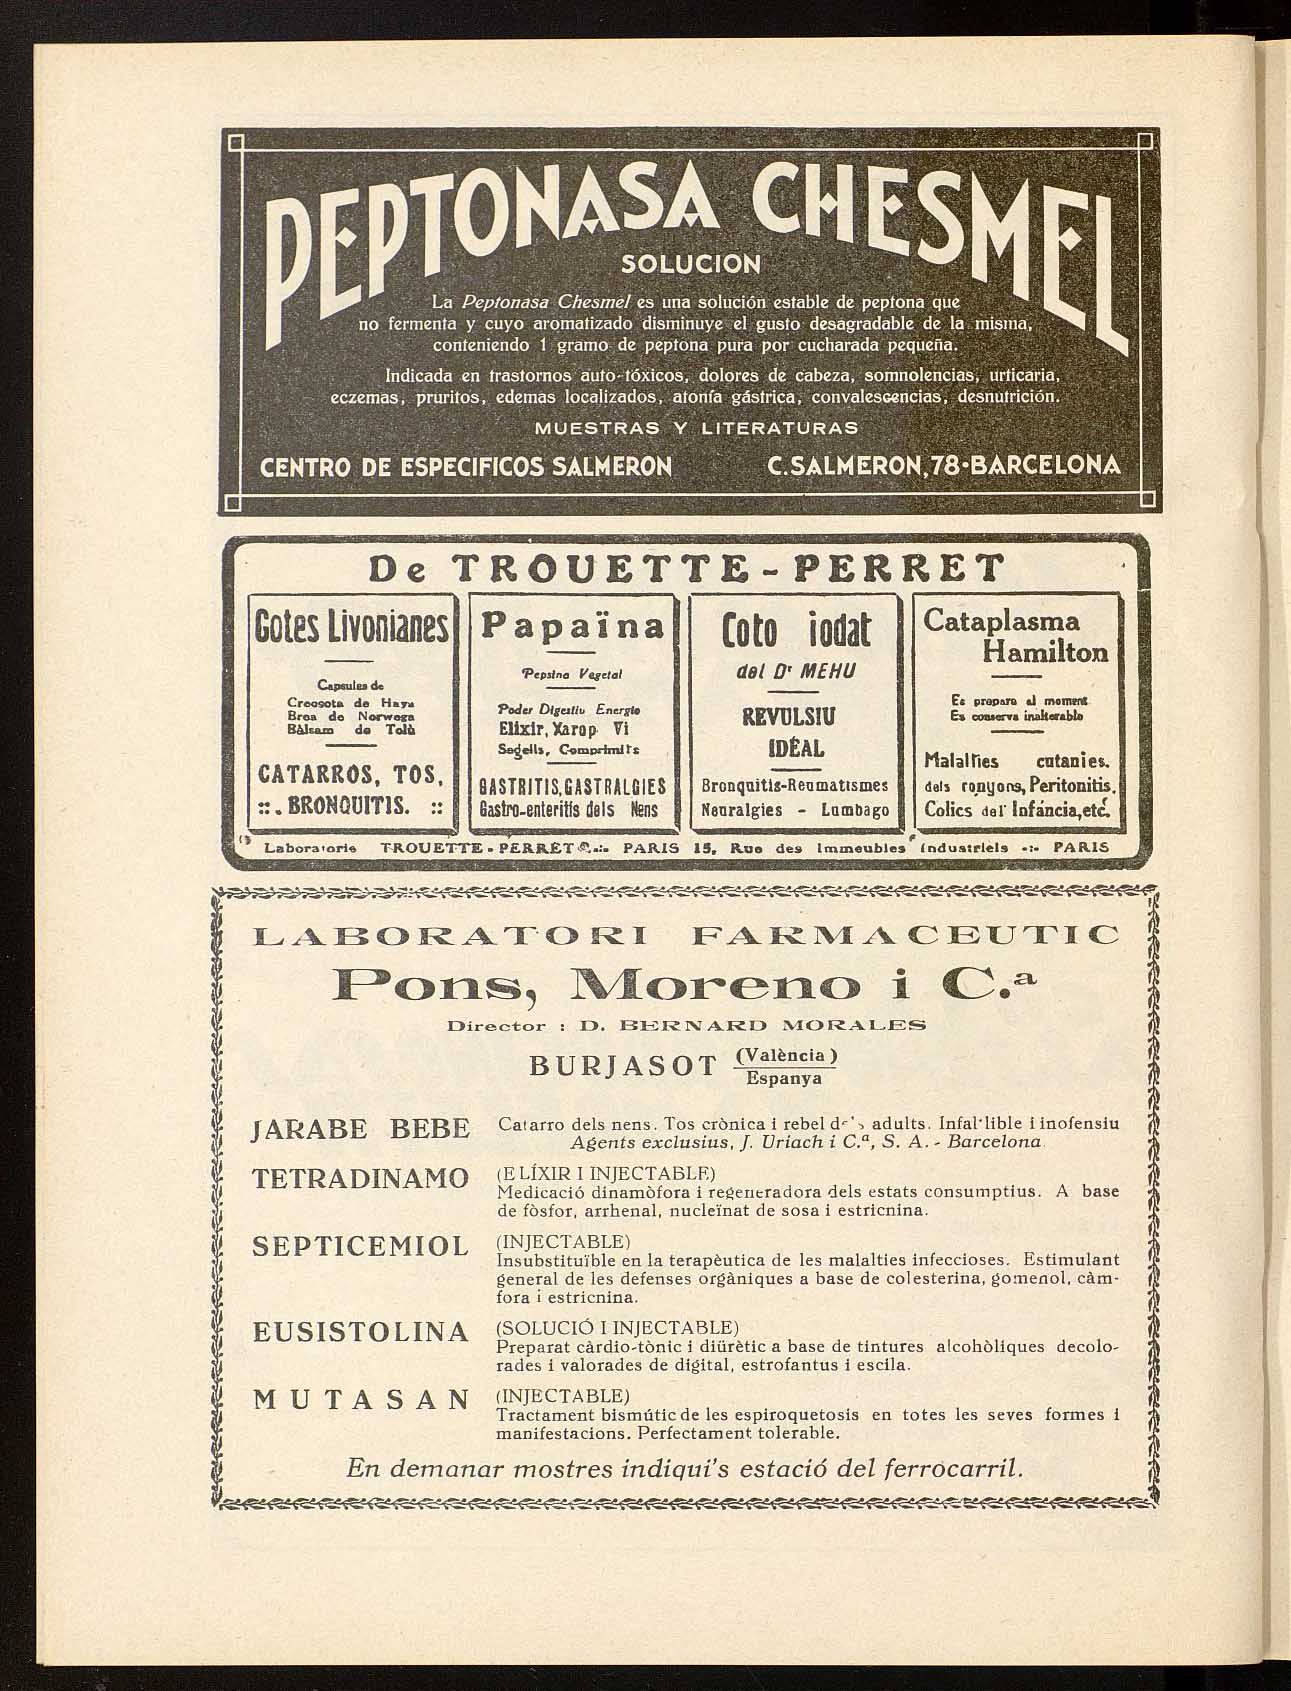 PEPTONASA CHESMEL
SOLUCION
La Peptonasa Chesmel es una solución estable de peptona que
no fermenta y cuyo aromatizado disminuye el gusto desagradable de la misma,
conteniendo 1 gramo de peptona pura por cucharada pequeña.
Indicada en trastornos auto-tóxicos, dolores de cabeza, somnolencias, urticaria,
eczemas, pruritos, edemas localizados, atonía gástrica, convalescencias, desnutrición.
MUESTRAS Y LITERATURAS
CENTRO DE ESPECIFICOS SALMERON C. SALMERON, 78·BARCELONA
De TROUETTE-PERRET
Gotes Livonianes
Capsules de
Creosota de Haya
Brea de Norwega
Bàlsam de Tolù
CATARROS, TOS,
::. BRONQUITIS. ::
Papaïna
Pepsina Vegetal
Poder Digestiu Energic
Elixir, Xarop Vi
Segells, Comprimits
GASTRITIS, GASTRALGIES
Gastro-enteritis dels Nens
Coto iodat
del Dr MEHU
REVULSIU
IDÉAL
Bronquitis-Reumatismes
Neuralgies - Lumbago
Cataplasma
Hamilton
Es prepara al moment
Es conserva inalterable
Malalties cutanies.
dels ronyons, Peritonitis,
Colics del' Infáncia, etc.
Laboratoris TROUETTE-PERRET .:. PARIS 15, Rue des Immeubles Industriels .:. PARIS
LABORATORI FARMACEUTIC
Pons, Moreno i C.ª
Director : D. BERNARD MORALES
BURJASOT (València) Espanya
JARABE BEBE Catarro dels nens. Tos crònica i rebel adults. Infal·lible i inofensiu
Agents exclusius, J. Uriach i C.ª, S. A. - Barcelona.
TETRADINAMO (ELÍXIR I INJECTABLE)
Medicació dinamòfora i regeneradora dels estats consumptius. A base
de fòsfor, arrhenal, nucleïnat de sosa i estricnina.
SEPTICEMIOL (INJECTABLE)
Insubstituïble en la terapèutica de les malalties infeccioses. Estimulant
general de les defenses orgàniques a base de colesterina, gomenol, càm-
fora i estricnina.
EUSISTOLINA (SOLUCIÓ I INJECTABLE)
Preparat càrdio-tònic i diürètic a base de tintures alcohòliques decolo-
rades i valorades de digital, estrofantus i escila.
MUTASAN (INJECTABLE)
Tractament bismútic de les espiroquetosis en totes les seves formes i
manifestacions. Perfectament tolerable.
En demanar mostres indiqui's estació del ferrocarril.